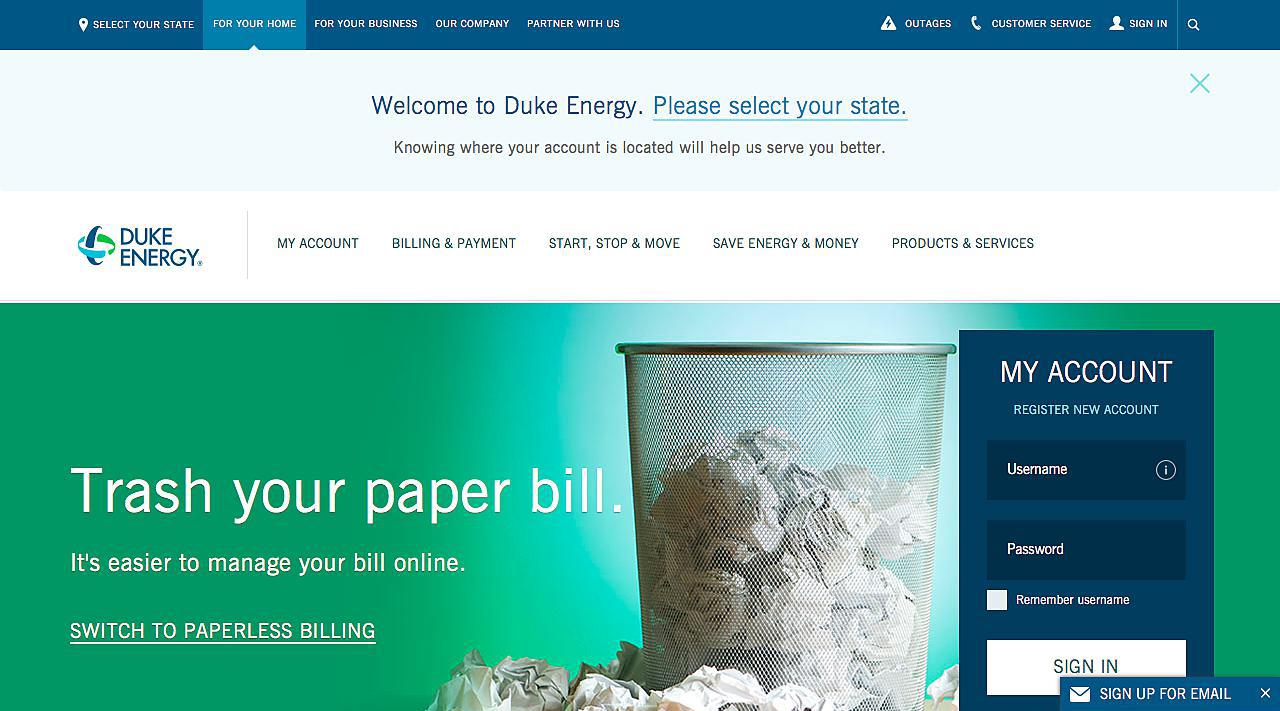 SELECT YOUR STATE
FOR YOUR HOME
FOR YOUR BUSINESS
OUR COMPANY
PARTNER WITH US
OUTAGES
CUSTOMER SERVICE
SIGN IN
Welcome to Duke Energy. Please select your state.
Knowing where your account is located will help us serve you better.
DUKE
ENERGY®
MY ACCOUNT
BILLING & PAYMENT
START, STOP & MOVE
SAVE ENERGY & MONEY
PRODUCTS & SERVICES
Trash your paper bill.
It's easier to manage your bill online.
SWITCH TO PAPERLESS BILLING
MY ACCOUNT
REGISTER NEW ACCOUNT
Username
Password
Remember username
SIGN IN
SIGN UP FOR EMAIL